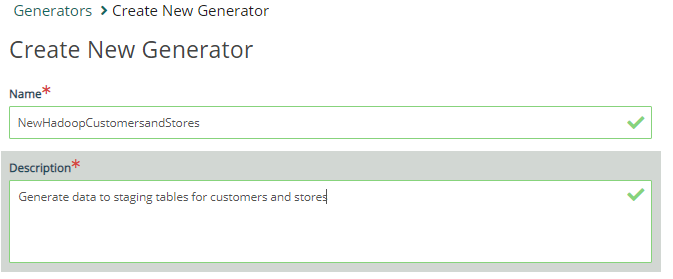 Generators > Create New Generator
Create New Generator
Name*
NewHadoopCustomersandStores
Description*
Generate data to staging tables for customers and stores